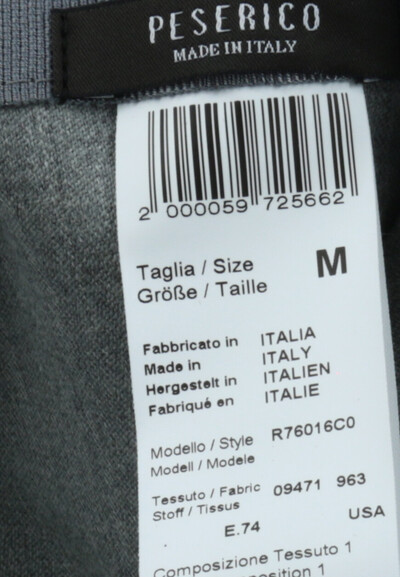 PESERICO
MADE IN ITALY
2 000059 725662
Taglia / Size M
Größe / Taille
Fabbricato in ITALIA
Made in ITALY
Hergestelt in ITALIEN
Fabriqué en ITALIE
Modello / Style R76016C0
Modell / Modele
Tessuto / Fabric 09471 963
Stoff / Tissus
E.74 USA
Composizione Tessuto 1
position 1